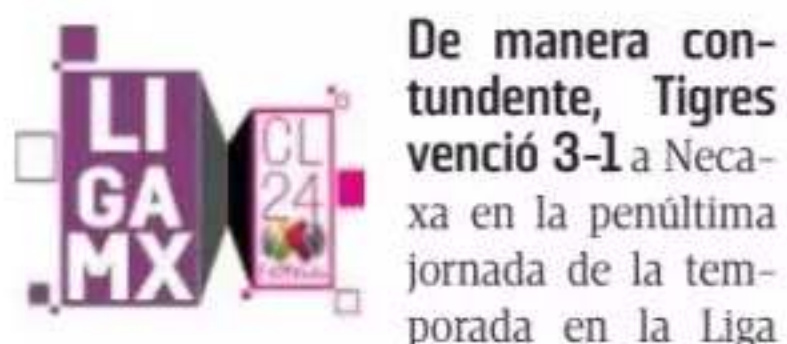 LI
GA
MX
CL
24
De manera con-
tundente, Tigres
venció 3-1 a Neca-
xa en la penúltima
jornada de la tem-
porada en la Liga